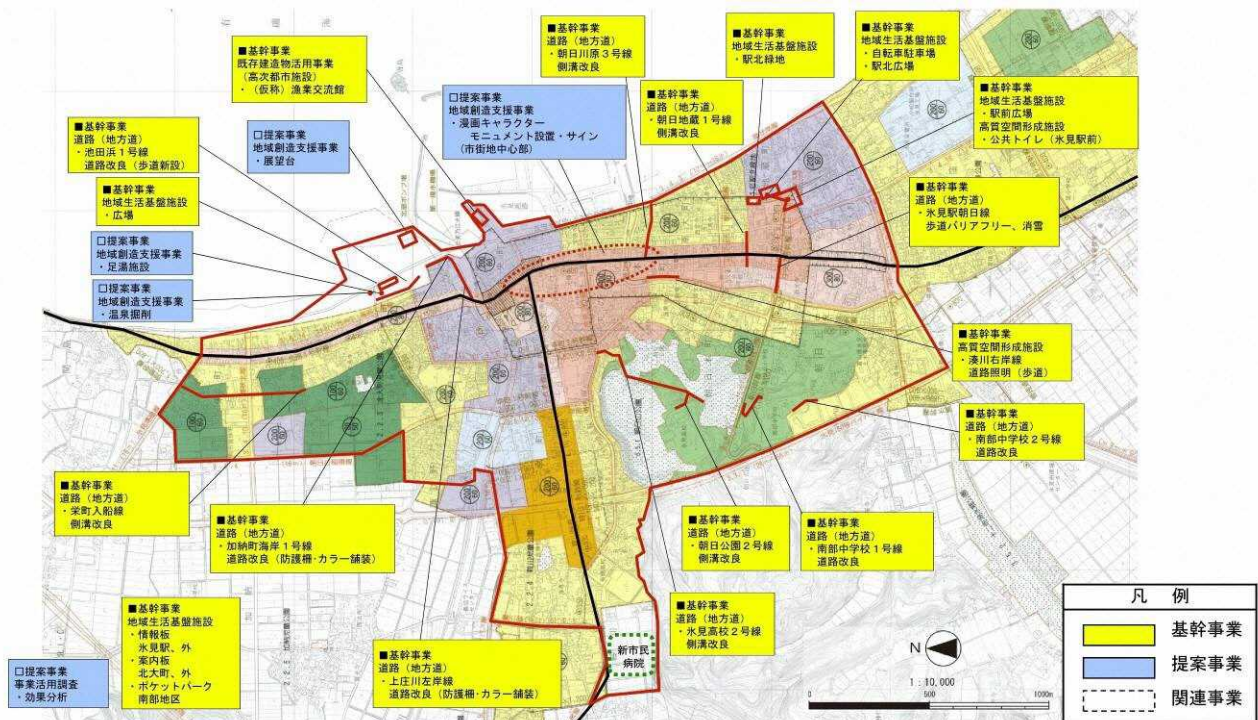 ■基幹事業
既存建造物活用事業
(高次都市施設)
・(仮称)漁業交流館
■基幹事業
道路(地方道)
・朝日川原3号線
側溝改良
■基幹事業
地域生活基盤施設
・駅北緑地
■基幹事業
地域生活基盤施設
・自転車駐車場
・駅北広場
■基幹事業
地域生活基盤施設
・駅前広場
高質空間形成施設
・公共トイレ(氷見駅前)
□提案事業
地域創造支援事業
・漫画キャラクター
モニュメント設置・サイン
(市街地中心部)
■基幹事業
道路(地方道)
・朝日地蔵1号線
側溝改良
■基幹事業
道路(地方道)
・池田浜1号線
道路改良(歩道新設)
□提案事業
地域創造支援事業
・展望台
■基幹事業
地域生活基盤施設
・広場
■基幹事業
道路(地方道)
・氷見駅朝日線
歩道バリアフリー、消雪
□提案事業
地域創造支援事業
・足湯施設
□提案事業
地域創造支援事業
・温泉掘削
■基幹事業
高質空間形成施設
・湊川右岸線
道路照明(歩道)
■基幹事業
道路(地方道)
・南部中学校2号線
道路改良
■基幹事業
道路(地方道)
・栄町入船線
側溝改良
■基幹事業
道路(地方道)
・加納町海岸1号線
道路改良(防護柵・カラー舗装)
■基幹事業
道路(地方道)
・朝日公園2号線
側溝改良
■基幹事業
道路(地方道)
・南部中学校1号線
道路改良
■基幹事業
地域生活基盤施設
・情報板
氷見駅、外
・案内板
北大町、外
・ポケットパーク
南部地区
□提案事業
事業活用調査
・効果分析
■基幹事業
道路(地方道)
・上庄川左岸線
道路改良(防護柵・カラー舗装)
■基幹事業
道路(地方道)
・氷見高校2号線
側溝改良
新市民
病院
N
1:10,000
0 500 1000m
凡 例
基幹事業
提案事業
関連事業